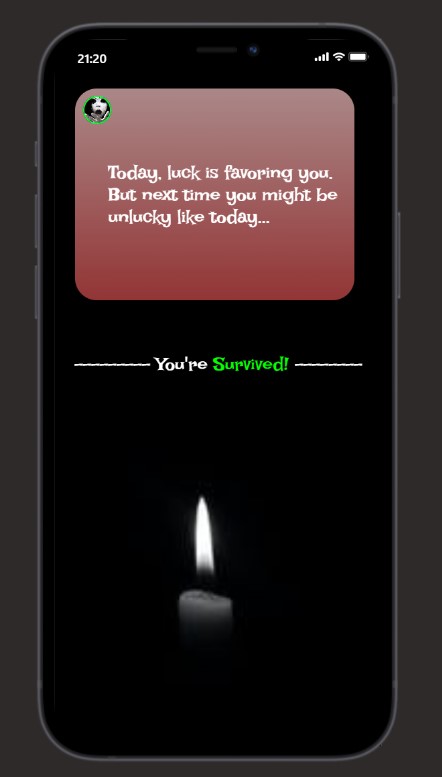 21:20
Today, luck is favoring you.
But next time you might be
unlucky like today...
You're Survived!